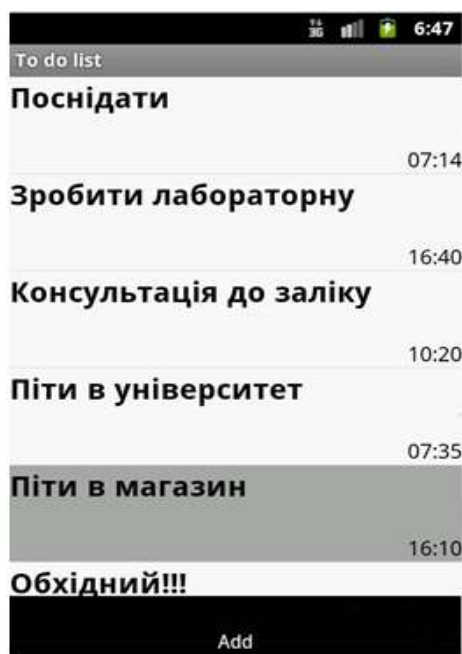 3G 6:47
To do list
Поснідати
07:14
Зробити лабораторну
16:40
Консультація до заліку
10:20
Піти в університет
07:35
Піти в магазин
16:10
Обхідний!!!
Add